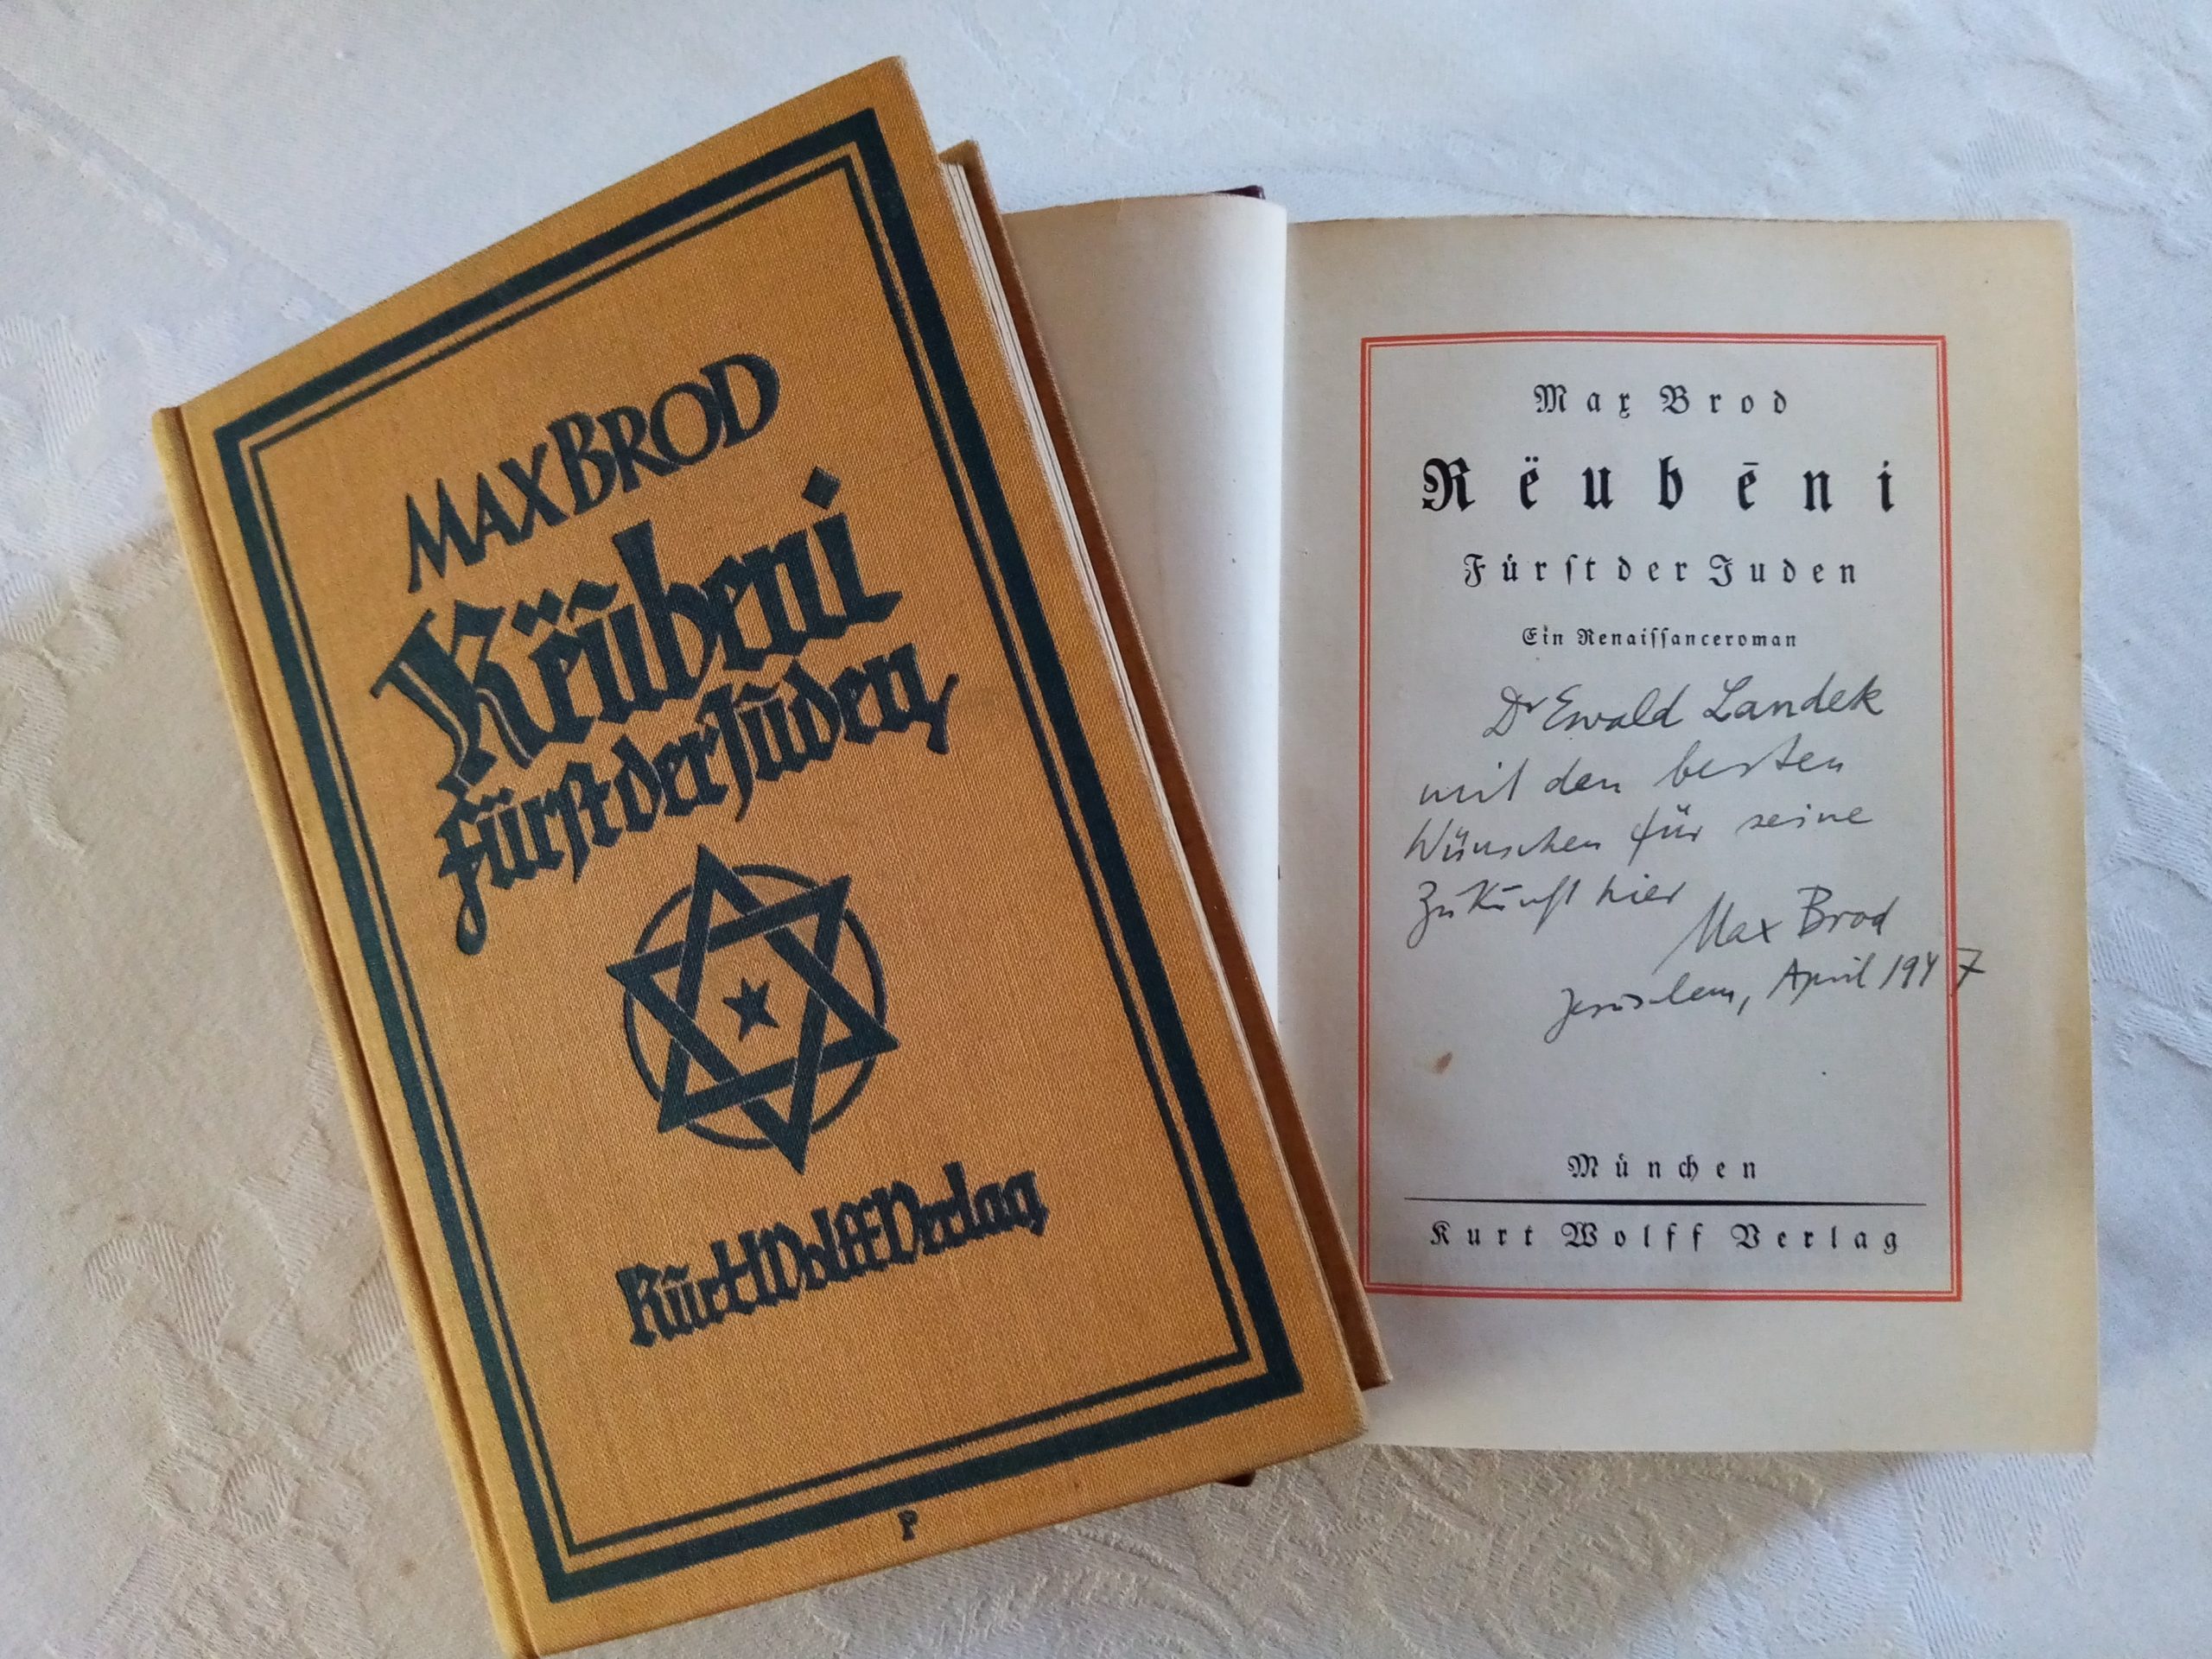 MAX BROD
Rëubeni
Fürst der Juden
Kurt Wolff Verlag
P
Max Brod
Rëubēni
Fürſt der Juden
Ein Renaiſſanceroman
Dr Ewald Landek
mit den besten
Wünschen für seine
Zukunft hier
Max Brod
Jerusalem, April 1947
München
Kurt Wolff Verlag